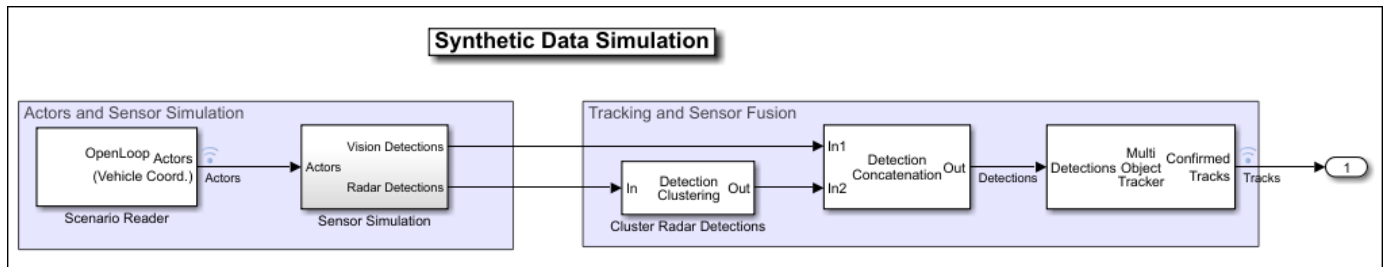 Synthetic Data Simulation
Actors and Sensor Simulation
OpenLoop
(Vehicle Coord.)
Actors
Scenario Reader
Actors
Actors
Vision Detections
Radar Detections
Sensor Simulation
Tracking and Sensor Fusion
In
Detection
Clustering
Out
Cluster Radar Detections
In1
In2
Detection
Concatenation
Out
Detections
Detections
Multi
Object
Tracker
Confirmed
Tracks
Tracks
1